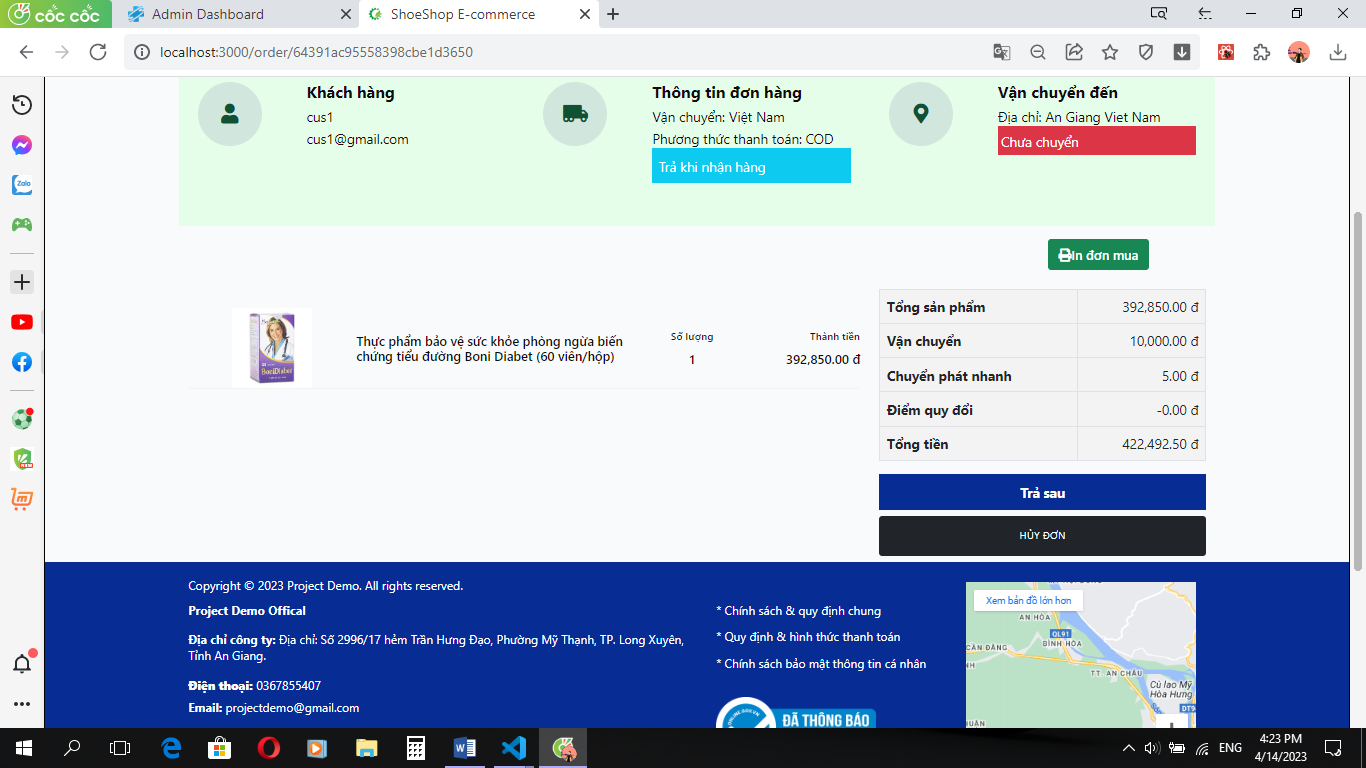 cốc cốc
Admin Dashboard
ShoeShop E-commerce
localhost:3000/order/64391ac95558398cbe1d3650
Khách hàng
cus1
cus1@gmail.com
Thông tin đơn hàng
Vận chuyển: Việt Nam
Phương thức thanh toán: COD
Trả khi nhận hàng
Vận chuyển đến
Địa chỉ: An Giang Viet Nam
Chưa chuyển
In đơn mua
Thực phẩm bảo vệ sức khỏe phòng ngừa biến
chứng tiểu đường Boni Diabet (60 viên/hộp)
Số lượng
1
Thành tiền
392,850.00 đ
BoniDiabet
Tổng sản phẩm 392,850.00 đ
Vận chuyển 10,000.00 đ
Chuyển phát nhanh 5.00 đ
Điểm quy đổi -0.00 đ
Tổng tiền 422,492.50 đ
Trả sau
HỦY ĐƠN
Zalo
Copyright © 2023 Project Demo. All rights reserved.
Project Demo Offical
Địa chỉ công ty: Địa chỉ: Số 2996/17 hẻm Trần Hưng Đạo, Phường Mỹ Thạnh, TP. Long Xuyên,
Tỉnh An Giang.
Điện thoại: 0367855407
Email: projectdemo@gmail.com
* Chính sách & quy định chung
* Quy định & hình thức thanh toán
* Chính sách bảo mật thông tin cá nhân
ĐÃ THÔNG BÁO
Xem bản đồ lớn hơn
AN HÒA
QL91
BÌNH HÒA
CẦN ĐĂNG
TT. AN CHÂU
Cù lao Mỹ
Hòa Hưng
ENG
4:23 PM
4/14/2023